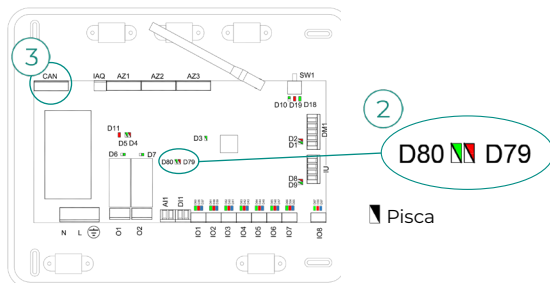 3
CAN
IAQ
AZ1
AZ2
AZ3
SW1
D10 D19 D18
2
D11
D5 D4
D3
D2
D1
DM1
D6
D7
D80
D79
D80 D79
IU
D8
D9
Pisca
AI1
DI1
N
L
O1
O2
IO1
IO2
IO3
IO4
IO5
IO6
IO7
IO8